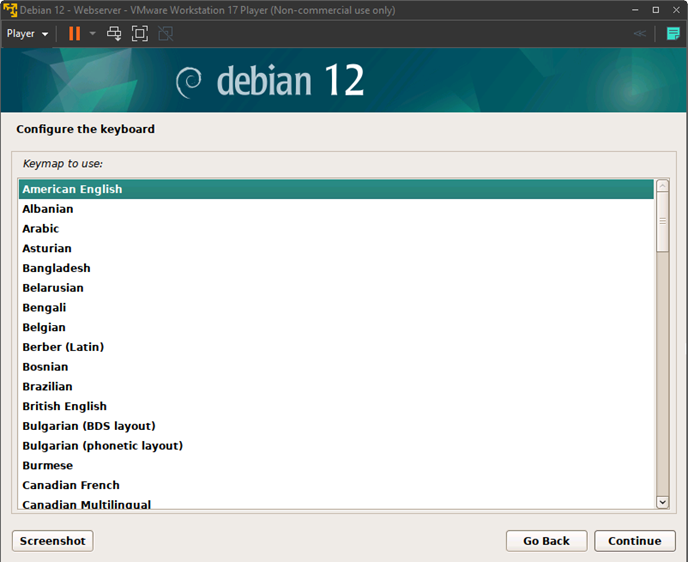 Debian 12 - Webserver - VMware Workstation 17 Player (Non-commercial use only)
Player
debian 12
Configure the keyboard
Keymap to use:
American English
Albanian
Arabic
Asturian
Bangladesh
Belarusian
Bengali
Belgian
Berber (Latin)
Bosnian
Brazilian
British English
Bulgarian (BDS layout)
Bulgarian (phonetic layout)
Burmese
Canadian French
Canadian Multilingual
Screenshot Go Back Continue